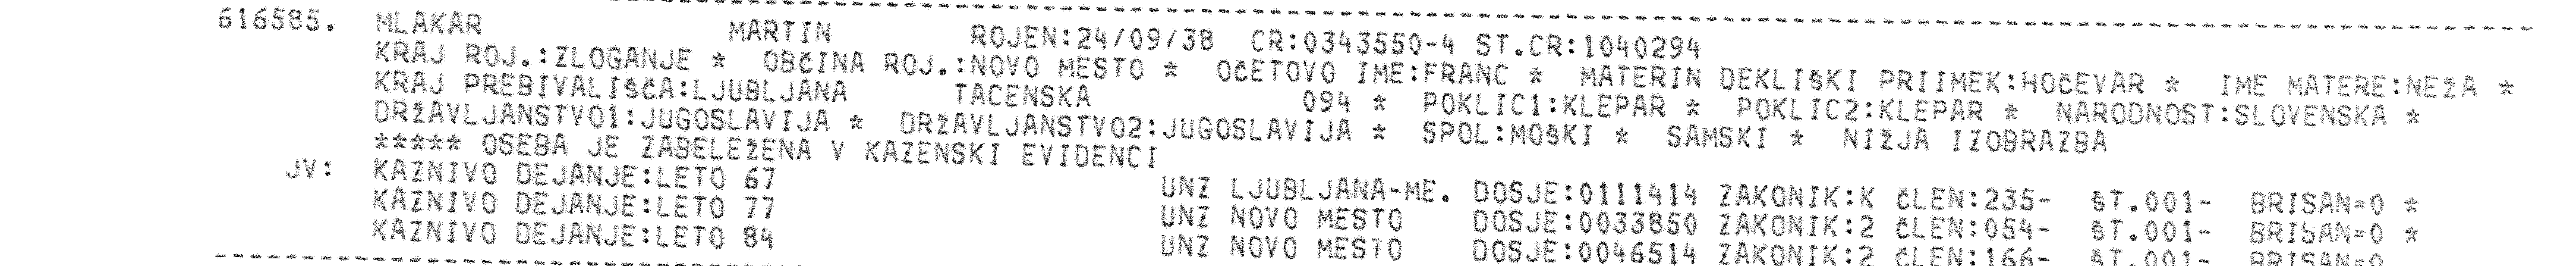 616585. MLAKAR MARTIN ROJEN:24/09/38 CR:0343550-4 ST.CR:1040294
KRAJ ROJ.:ZLOGANJE * OBČINA ROJ.:NOVO MESTO * OČETOVO IME:FRANC * MATERIN DEKLIŠKI PRIIMEK:HOČEVAR * IME MATERE:NEŽA *
KRAJ PREBIVALIŠČA:LJUBLJANA TACENSKA 094 * POKLIC1:KLEPAR * POKLIC2:KLEPAR * NARODNOST:SLOVENSKA *
DRŽAVLJANSTVO1:JUGOSLAVIJA * DRŽAVLJANSTVO2:JUGOSLAVIJA * SPOL:MOŠKI * SAMSKI * NIŽJA IZOBRAZBA
***** OSEBA JE ZABELEŽENA V KAZENSKI EVIDENCI
JV: KAZNIVO DEJANJE:LETO 67 UNZ LJUBLJANA-ME. DOSJE:0111414 ZAKONIK:K ČLEN:235- ŠT.001- BRISAN=0 *
KAZNIVO DEJANJE:LETO 77 UNZ NOVO MESTO DOSJE:0033850 ZAKONIK:2 ČLEN:054- ŠT.001- BRISAN=0 *
KAZNIVO DEJANJE:LETO 84 UNZ NOVO MESTO DOSJE:0046514 ZAKONIK:2 ČLEN:166- ŠT.001- BRISAN=0